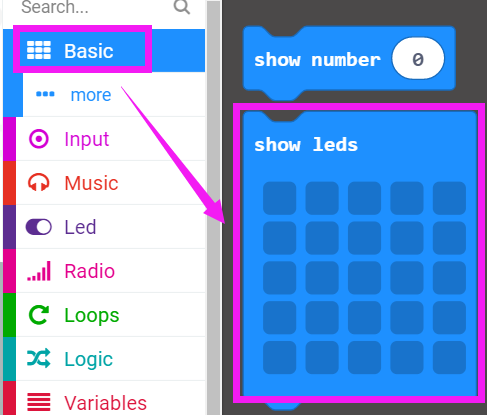 Search...
Basic
more
Input
Music
Led
Radio
Loops
Logic
Variables
show number 0
show leds